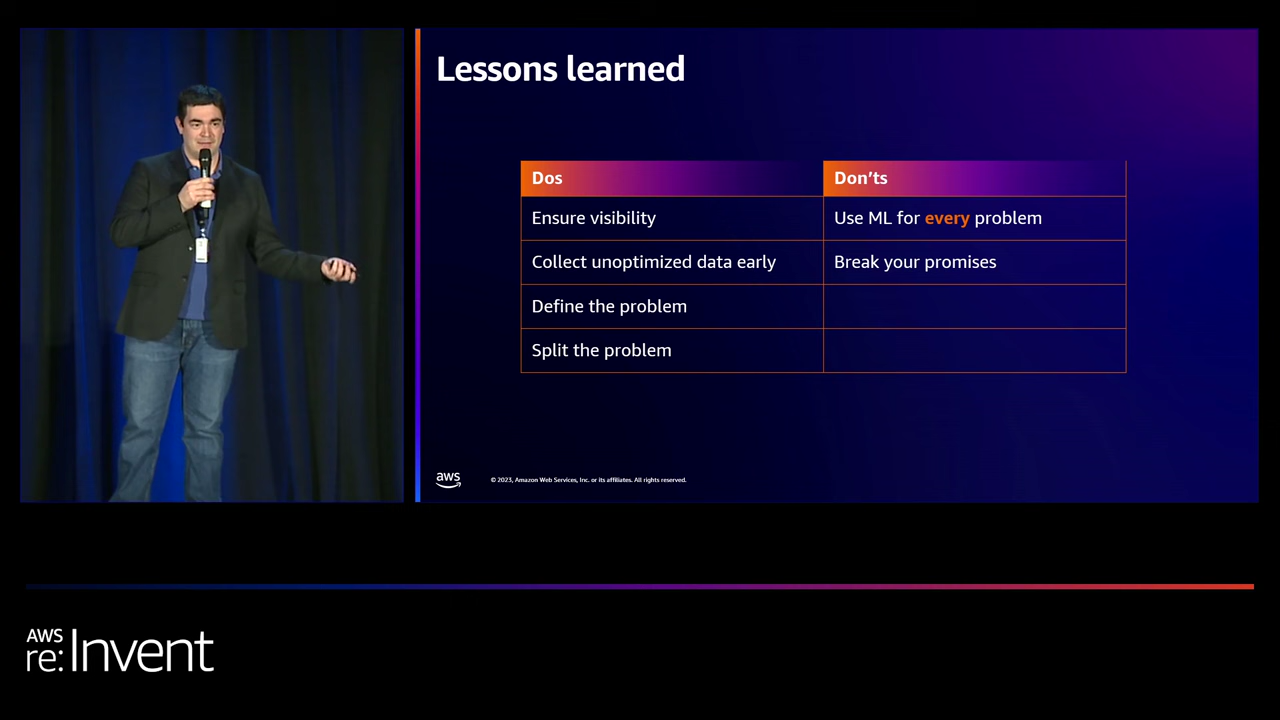 Lessons learned
Dos
Don'ts
Ensure visibility
Use ML for every problem
Collect unoptimized data early
Break your promises
Define the problem
Split the problem
aws
© 2023, Amazon Web Services, Inc. or its affiliates. All rights reserved.
AWS
re:Invent